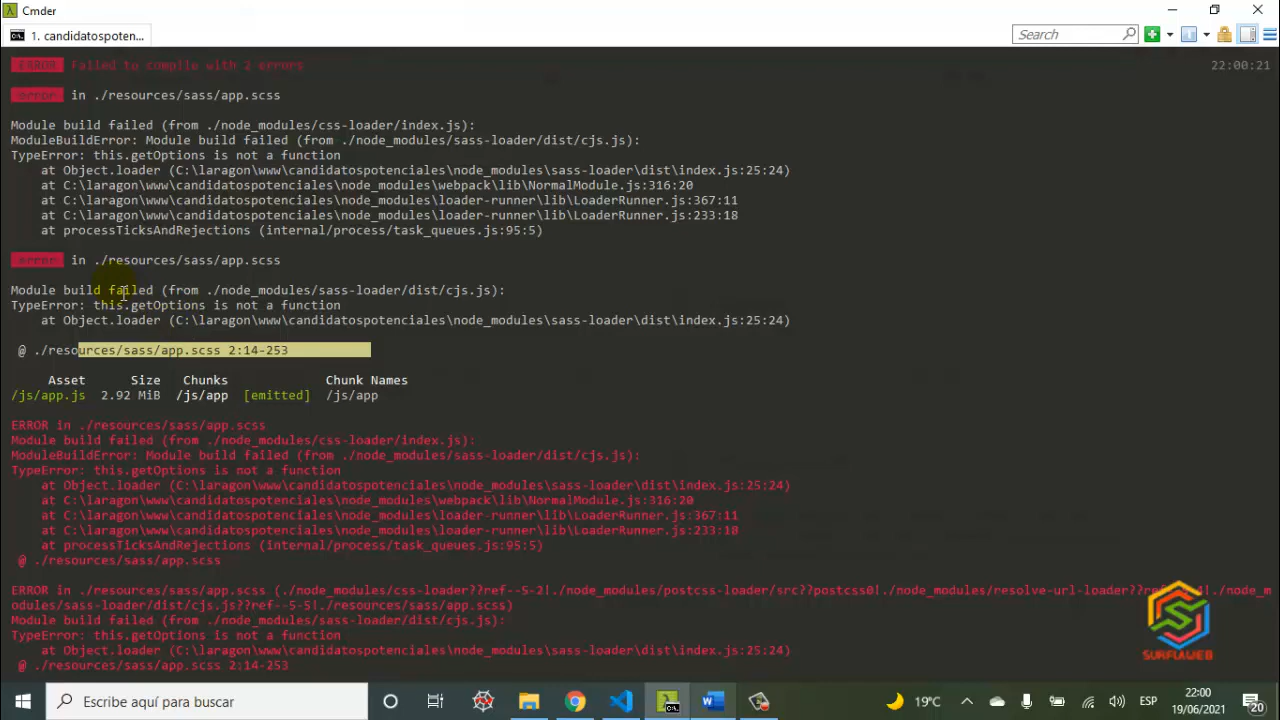 Cmder
1. candidatospoten...
Search
ERROR Failed to compile with 2 errors 22:00:21
error in ./resources/sass/app.scss
Module build failed (from ./node_modules/css-loader/index.js):
ModuleBuildError: Module build failed (from ./node_modules/sass-loader/dist/cjs.js):
TypeError: this.getOptions is not a function
at Object.loader (C:\laragon\www\candidatospotenciales\node_modules\sass-loader\dist\index.js:25:24)
at C:\laragon\www\candidatospotenciales\node_modules\webpack\lib\NormalModule.js:316:20
at C:\laragon\www\candidatospotenciales\node_modules\loader-runner\lib\LoaderRunner.js:367:11
at C:\laragon\www\candidatospotenciales\node_modules\loader-runner\lib\LoaderRunner.js:233:18
at processTicksAndRejections (internal/process/task_queues.js:95:5)
error in ./resources/sass/app.scss
Module build failed (from ./node_modules/sass-loader/dist/cjs.js):
TypeError: this.getOptions is not a function
at Object.loader (C:\laragon\www\candidatospotenciales\node_modules\sass-loader\dist\index.js:25:24)
@ ./resources/sass/app.scss 2:14-253
Asset Size Chunks Chunk Names
/js/app.js 2.92 MiB /js/app [emitted] /js/app
ERROR in ./resources/sass/app.scss
Module build failed (from ./node_modules/css-loader/index.js):
ModuleBuildError: Module build failed (from ./node_modules/sass-loader/dist/cjs.js):
TypeError: this.getOptions is not a function
at Object.loader (C:\laragon\www\candidatospotenciales\node_modules\sass-loader\dist\index.js:25:24)
at C:\laragon\www\candidatospotenciales\node_modules\webpack\lib\NormalModule.js:316:20
at C:\laragon\www\candidatospotenciales\node_modules\loader-runner\lib\LoaderRunner.js:367:11
at C:\laragon\www\candidatospotenciales\node_modules\loader-runner\lib\LoaderRunner.js:233:18
at processTicksAndRejections (internal/process/task_queues.js:95:5)
@ ./resources/sass/app.scss
ERROR in ./resources/sass/app.scss (./node_modules/css-loader??ref--5-2!./node_modules/postcss-loader/src??postcss0!./node_modules/resolve-url-loader??ref--5-4!./node_m
odules/sass-loader/dist/cjs.js??ref--5-5!./resources/sass/app.scss)
Module build failed (from ./node_modules/sass-loader/dist/cjs.js):
TypeError: this.getOptions is not a function
at Object.loader (C:\laragon\www\candidatospotenciales\node_modules\sass-loader\dist\index.js:25:24)
@ ./resources/sass/app.scss 2:14-253
SURFLAWEB
Escribe aquí para buscar
19°C
ESP
22:00
19/06/2021
20